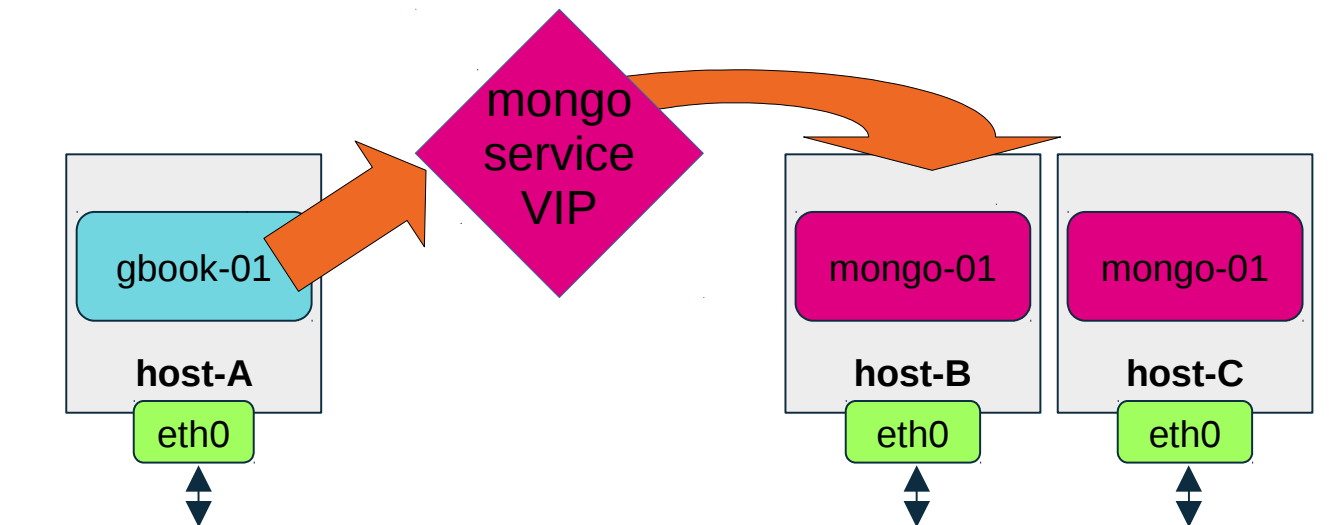 mongo
service
VIP
gbook-01
mongo-01
mongo-01
host-A
host-B
host-C
eth0
eth0
eth0